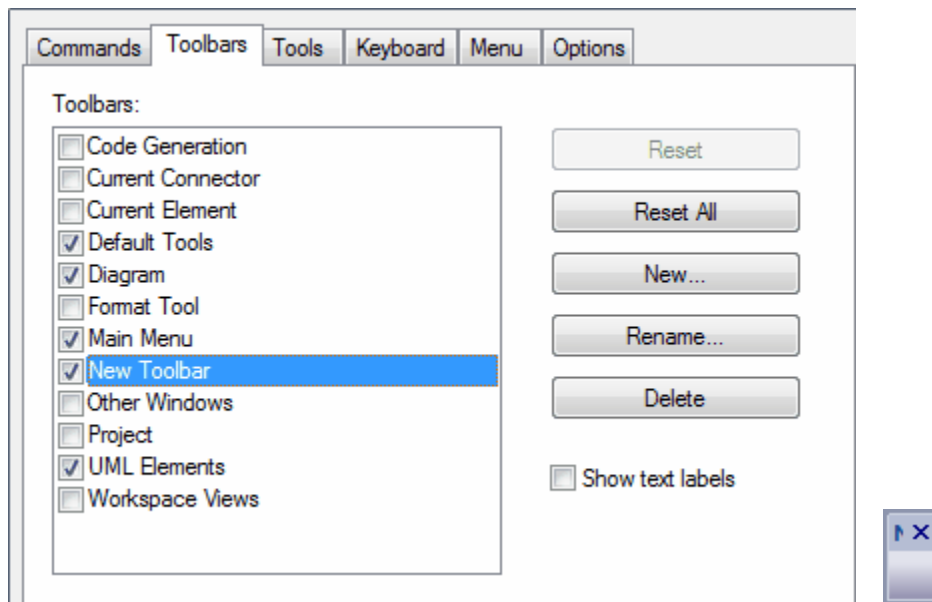 Commands Toolbars Tools Keyboard Menu Options
Toolbars:
Code Generation
Current Connector
Current Element
Default Tools
Diagram
Format Tool
Main Menu
New Toolbar
Other Windows
Project
UML Elements
Workspace Views
Reset
Reset All
New...
Rename...
Delete
Show text labels